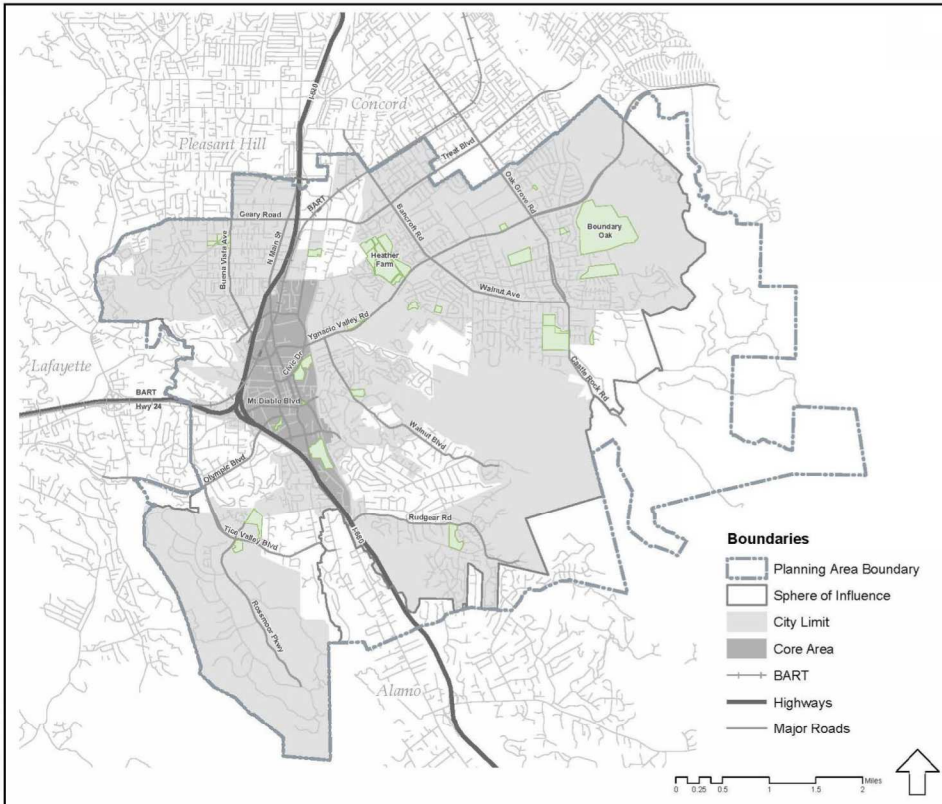 I-680
Concord
Pleasant Hill
Treat Blvd
BART
Oak Grove Rd
Bancroft Rd
Geary Road
N Main St
Buena Vista Ave
Boundary
Oak
Heather
Farm
Walnut Ave
Ygnacio Valley Rd
Civic Dr
Castle Rock Rd
Lafayette
BART
Hwy 24
Mt Diablo Blvd
Walnut Blvd
Olympic Blvd
Rudgear Rd
Tice Valley Blvd
I-680
Rossmoor Pkwy
Alamo
Boundaries
Planning Area Boundary
Sphere of Influence
City Limit
Core Area
BART
Highways
Major Roads
Miles
0 0.25 0.5 1 1.5 2